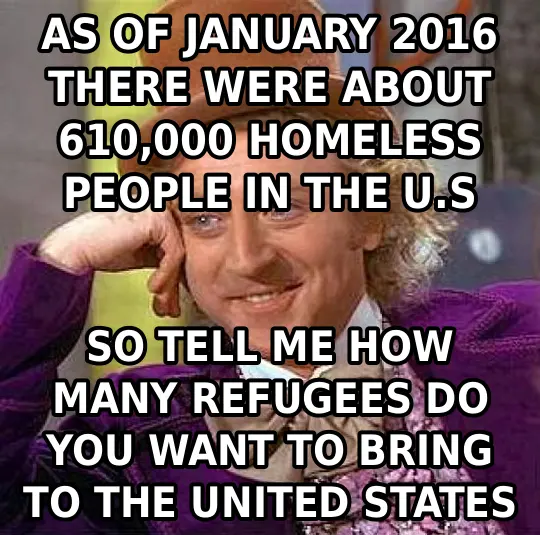 AS OF JANUARY 2016
THERE WERE ABOUT
610,000 HOMELESS
PEOPLE IN THE U.S
SO TELL ME HOW
MANY REFUGEES DO
YOU WANT TO BRING
TO THE UNITED STATES